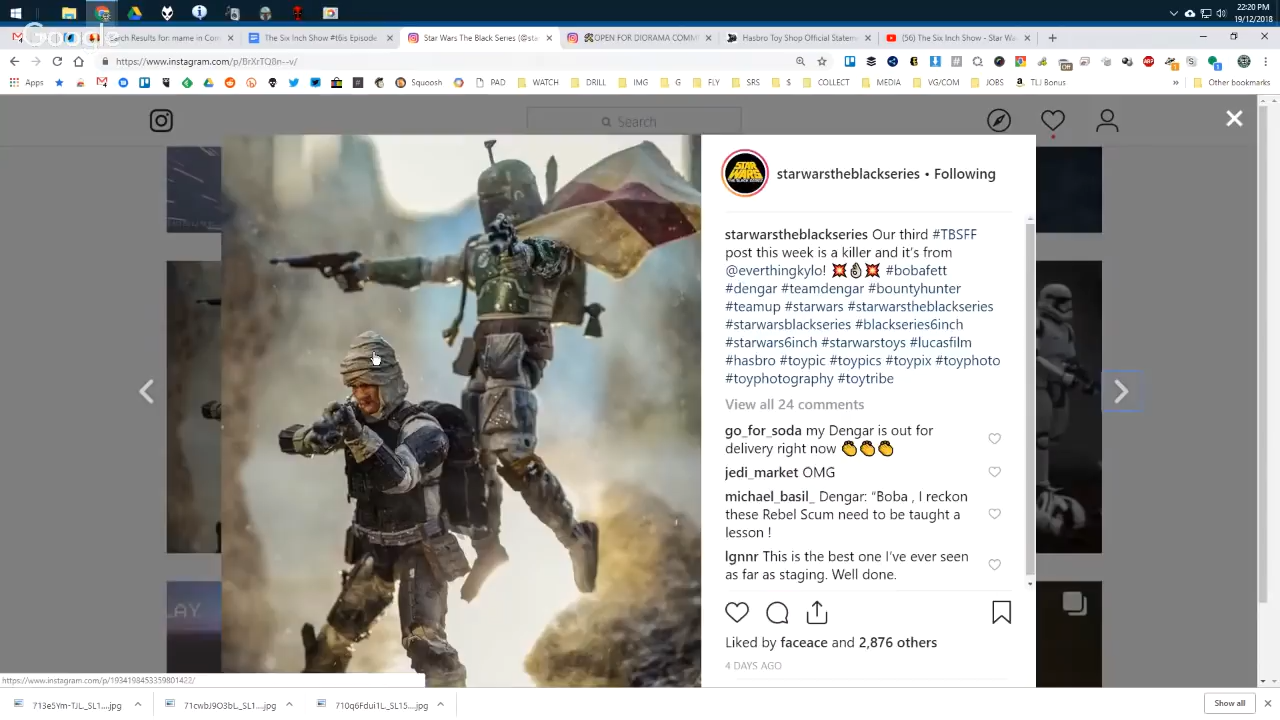 22:20
19/12/2018
Google
Drive
Results for: mame in Con
The Six Inch Show #t6is Episode
Star Wars The Black Series (@sta
OPEN FOR DIORAMA COMM
Hasbro Toy Shop Official Statem
(56) The Six Inch Show - Star Wa
https://www.instagram.com/p/BrXrTQ8n--v/
Apps
Squoosh
PAD
WATCH
DRILL
IMG
G
FLY
SRS
$
COLLECT
MEDIA
VG/COM
JOBS
TLJ Bonus
Other bookmarks
Search
starwarstheblackseries • Following
starwarstheblackseries Our third #TBSFF
post this week is a killer and it's from
@everthingkylo! 💥👌💥 #bobafett
#dengar #teamdengar #bountyhunter
#teamup #starwars #starwarstheblackseries
#starwarsblackseries #blackseries6inch
#starwars6inch #starwarstoys #lucasfilm
#hasbro #toypic #toypics #toypix #toyphoto
#toyphotography #toytribe
View all 24 comments
go_for_soda my Dengar is out for
delivery right now 👏👏👏
jedi_market OMG
michael_basil_ Dengar: “Boba , I reckon
these Rebel Scum need to be taught a
lesson !
lgnnr This is the best one I've ever seen
as far as staging. Well done.
Liked by faceace and 2,876 others
4 DAYS AGO
https://www.instagram.com/p/1934198453359801422/
713e5Ym-TJL_SL1....jpg
71cwbJ9O3bL._SL1....jpg
710q6Fdui1L._SL15....jpg
Show all